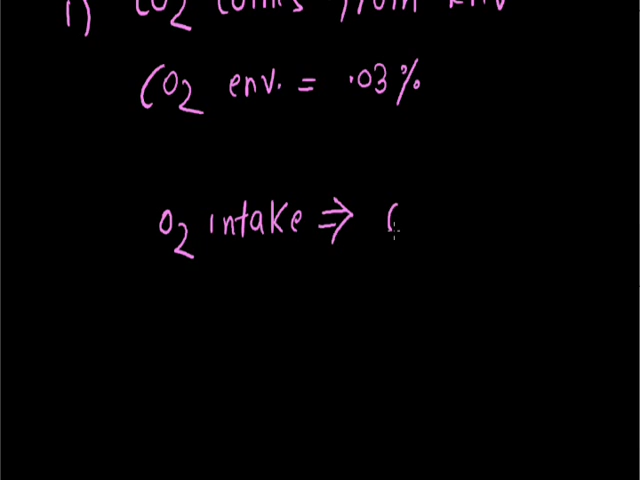 1) CO2 comes from env
CO2 env. = .03%
O2 intake ⇒ C